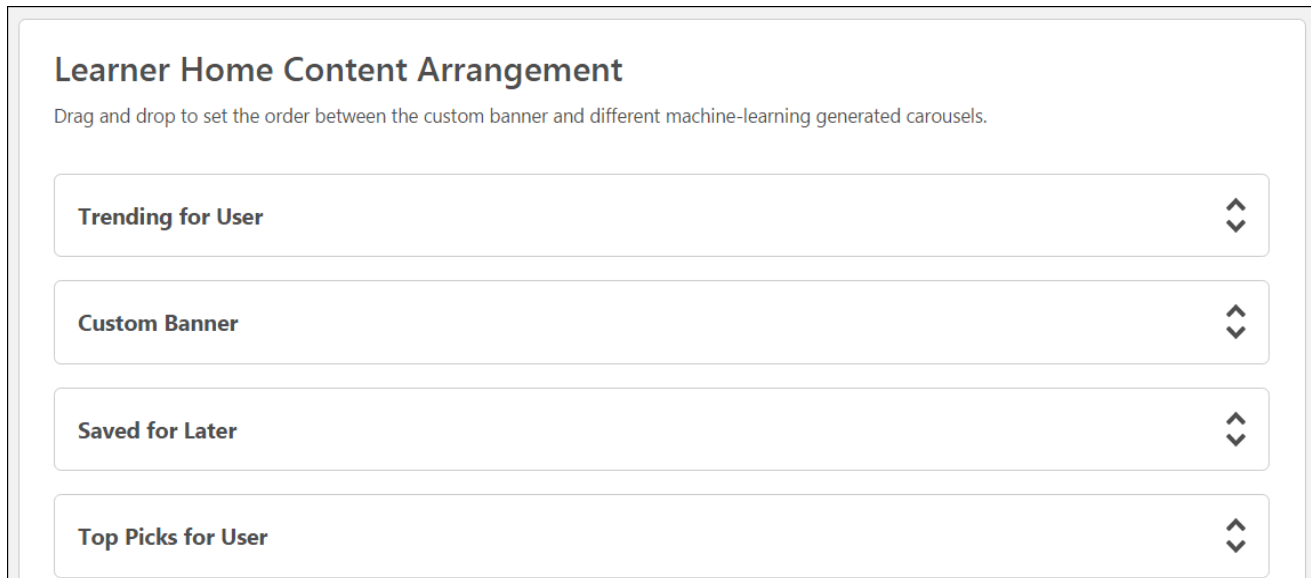 Learner Home Content Arrangement
Drag and drop to set the order between the custom banner and different machine-learning generated carousels.
Trending for User
Custom Banner
Saved for Later
Top Picks for User